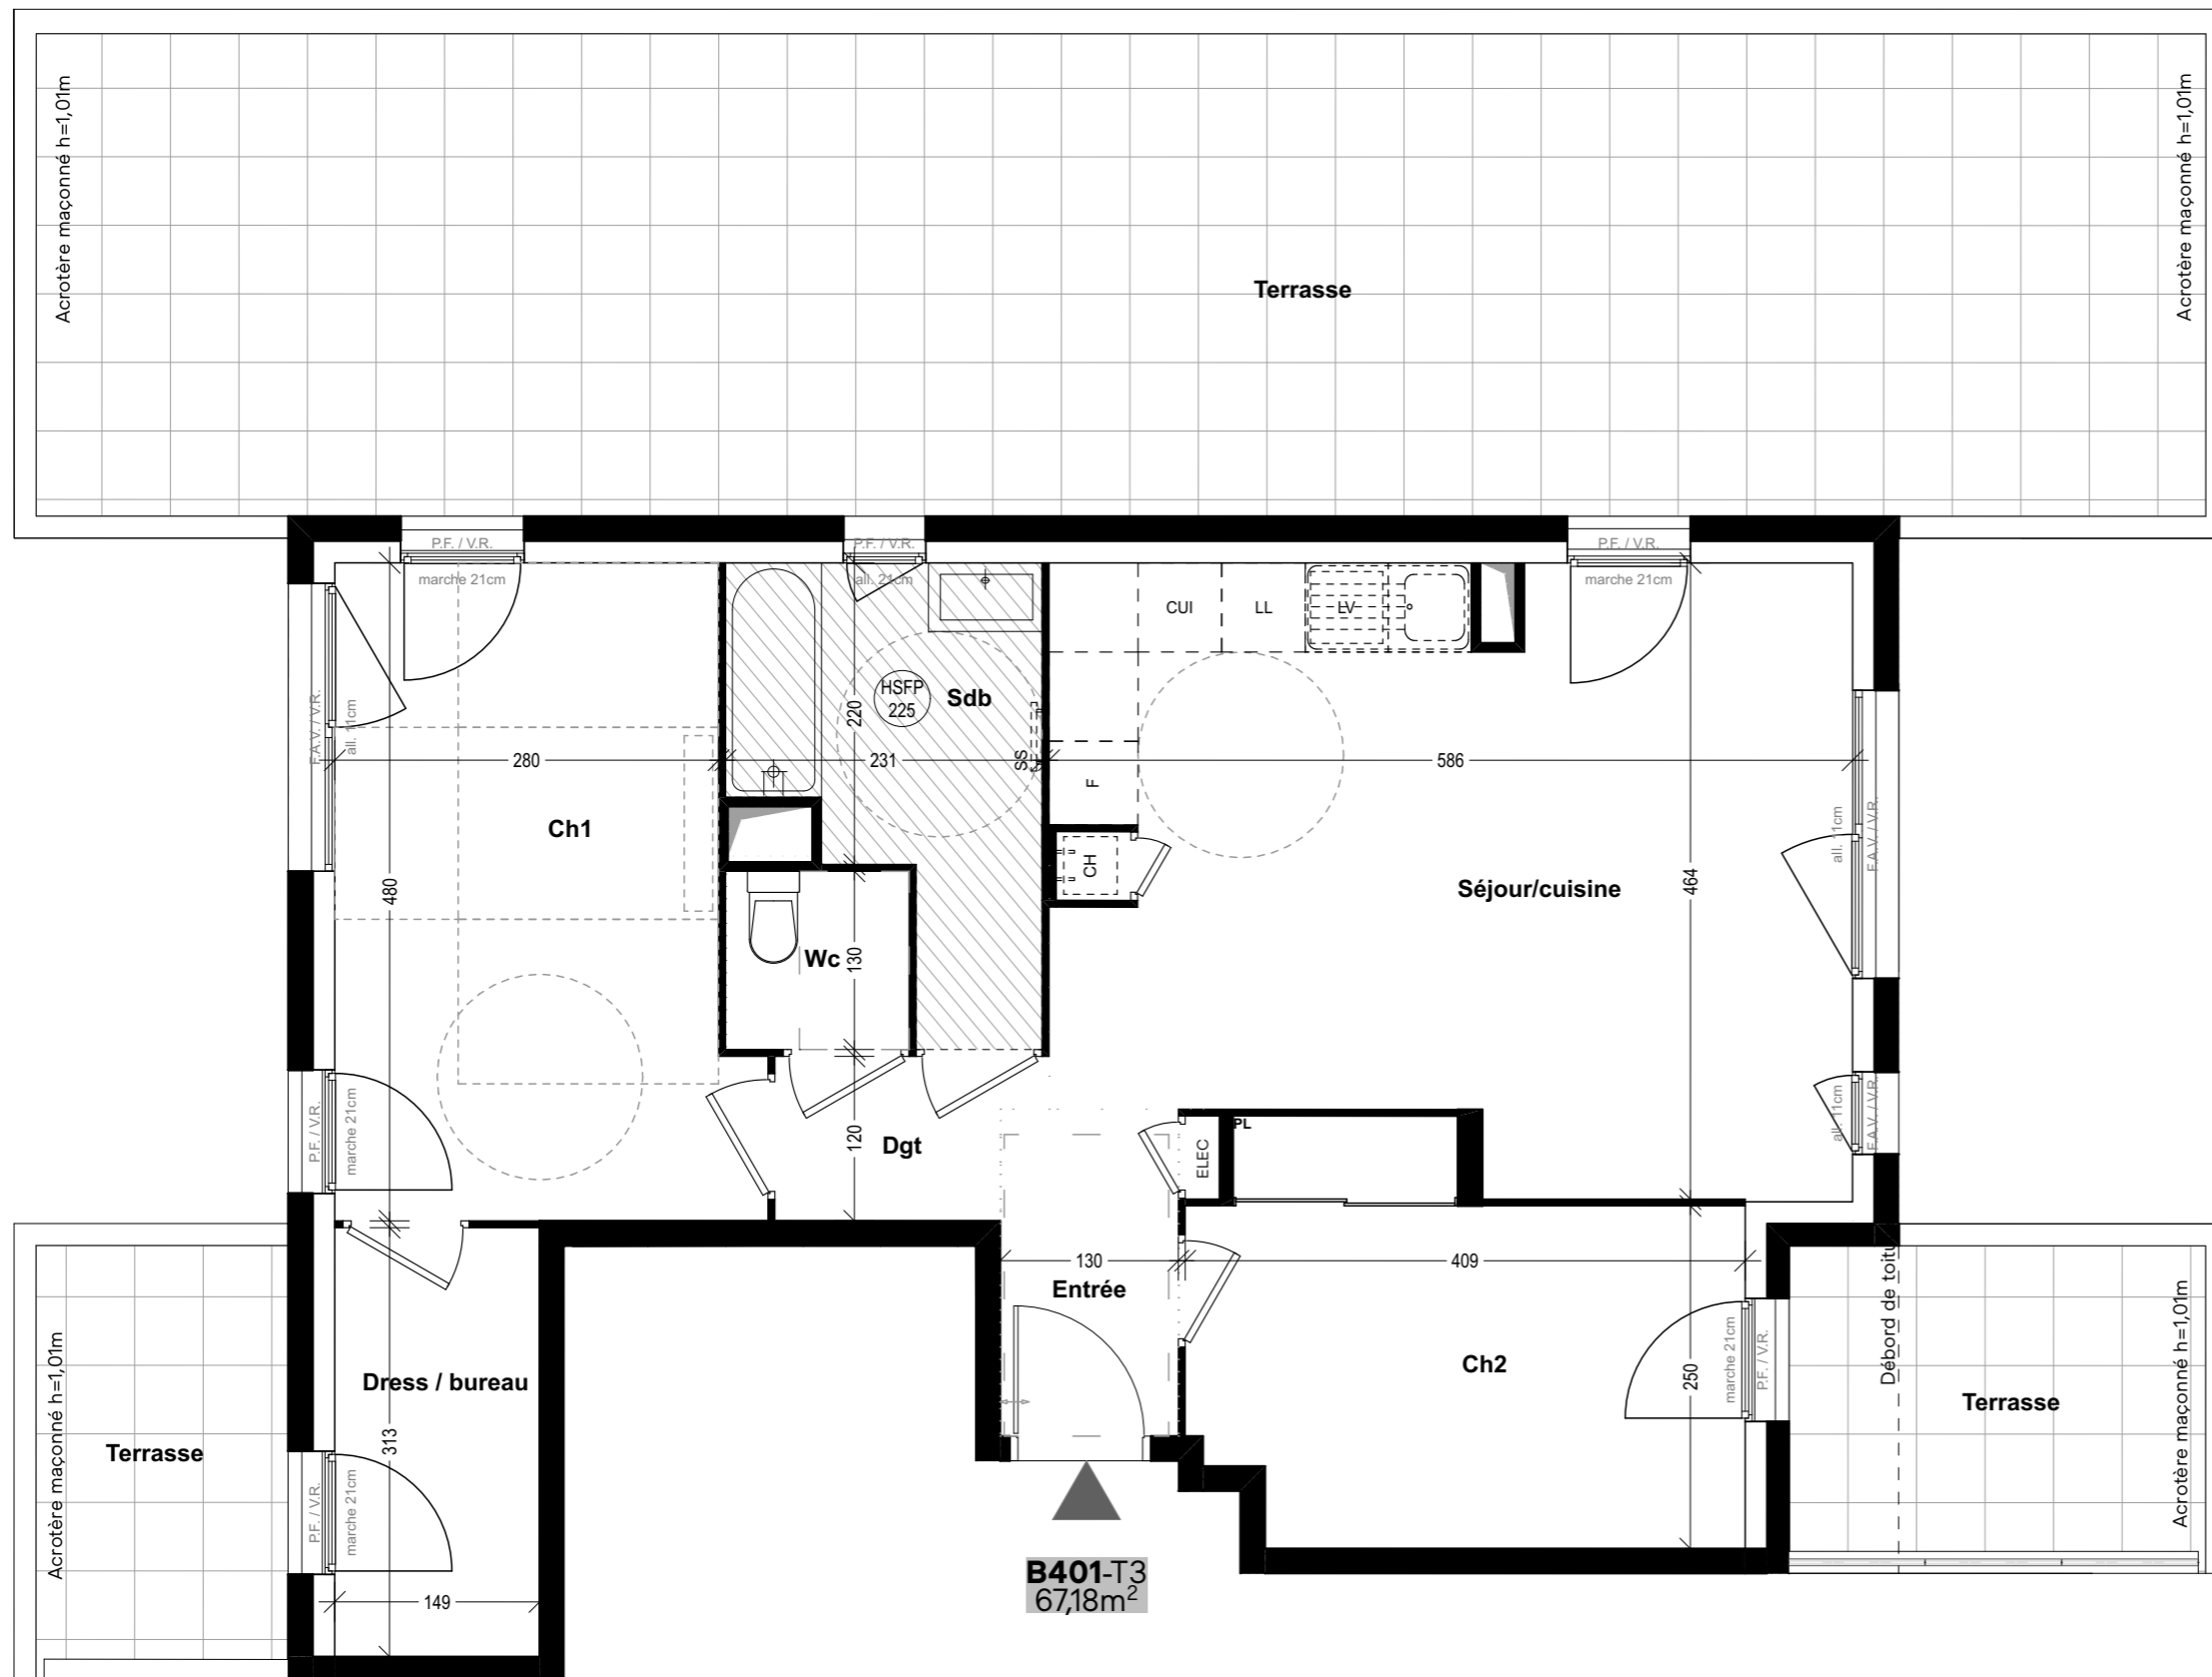 Acrotère maçonné h=1,01m
Acrotère maçonné h=1,01m
Terrasse
P.F. / V.R.
marche 21cm
P.F. / V.R.
all. 21cm
P.F. / V.R.
marche 21cm
CUI
LL
LV
HSFP
225
Sdb
220
F.A.V. / V.R.
all. 11cm
280
231
SS
586
F
Ch1
CH
all. 11cm
F.A.V. / V.R.
480
Séjour/cuisine
464
Wc
130
P.F. / V.R.
marche 21cm
120
Dgt
ELEC
PL
all. 11cm
F.A.V. / V.R.
130
409
Entrée
Débord de toitu
Acrotère maçonné h=1,01m
Dress / bureau
Ch2
250
marche 21cm
P.F. / V.R.
Terrasse
Acrotère maçonné h=1,01m
Terrasse
313
P.F. / V.R.
marche 21cm
149
B401-T3
67,18m²